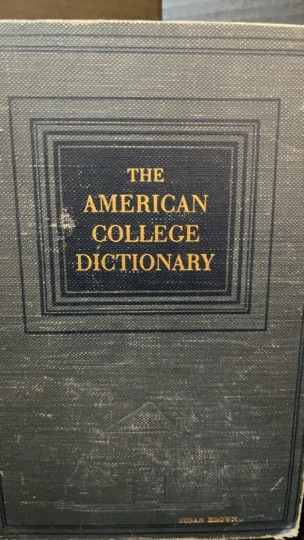 THE
AMERICAN
COLLEGE
DICTIONARY
SUSAN BROWN